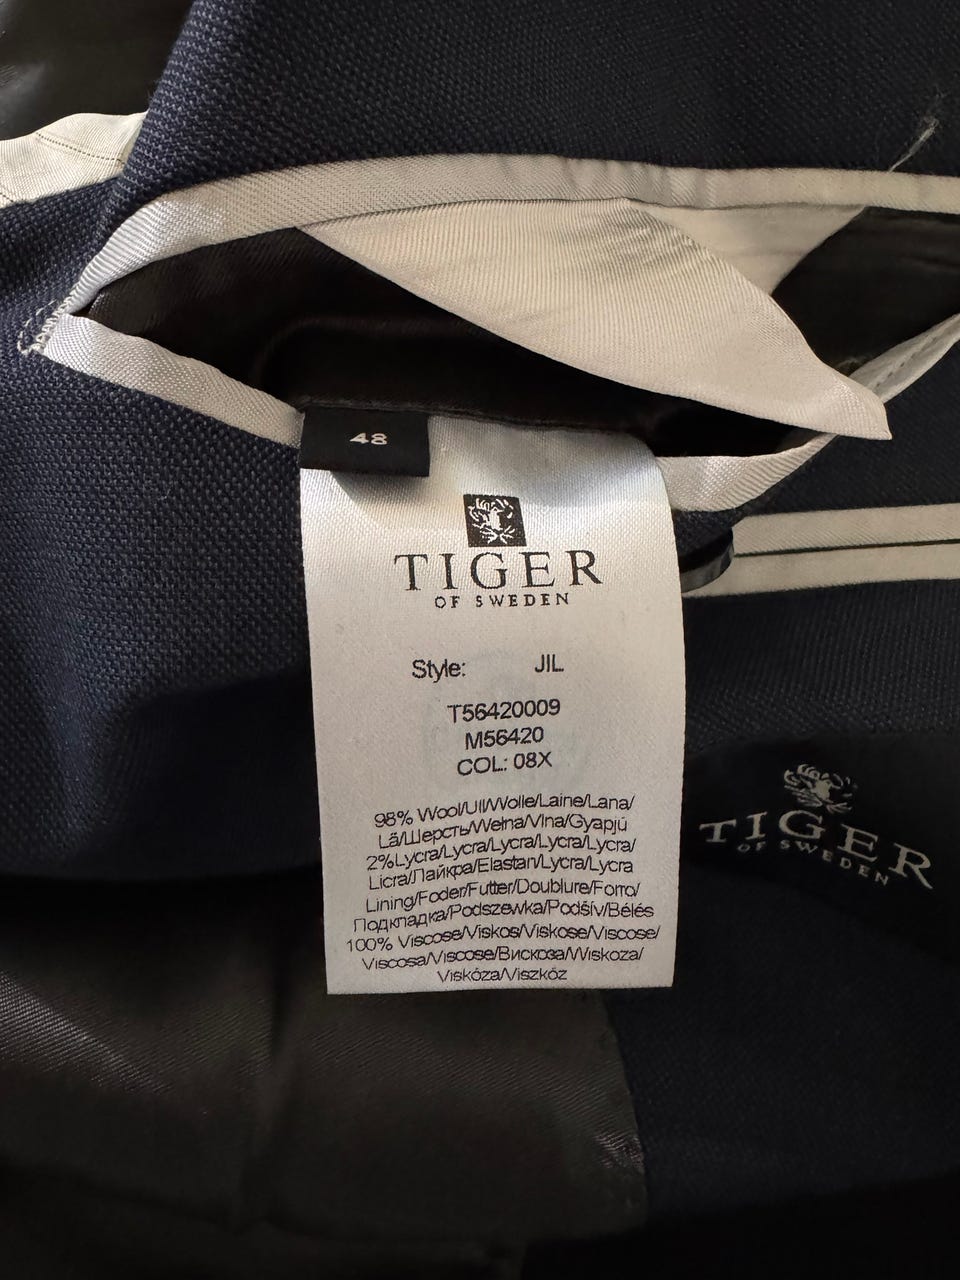 48
TIGER
OF SWEDEN
Style: JIL
T56420009
M56420
COL: 08X
98% Wool/Ull/Wolle/Laine/Lana/
Lã/Шерсть/Wełna/Vlna/Gyapjú
2%Lycra/Lycra/Lycra/Lycra/Lycra/
Licra/Лайкра/Elastan/Lycra/Lycra
Lining/Foder/Futter/Doublure/Forro/
Подкладка/Podszewka/Podšív/Bélés
100% Viscose/Viskos/Viskose/Viscose/
Viscosa/Viscose/Вискоза/Wiskoza/
Viskóza/Viszkóz
TIGER
OF SWEDEN